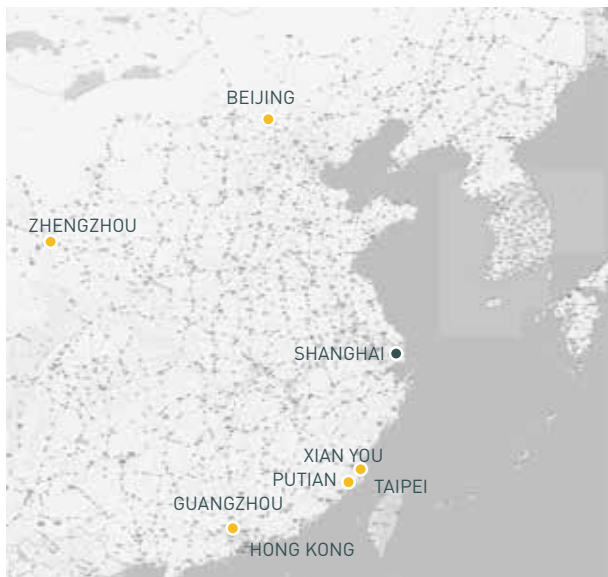 BEIJING
ZHENGZHOU
SHANGHAI
XIAN YOU
PUTIAN
TAIPEI
GUANGZHOU
HONG KONG